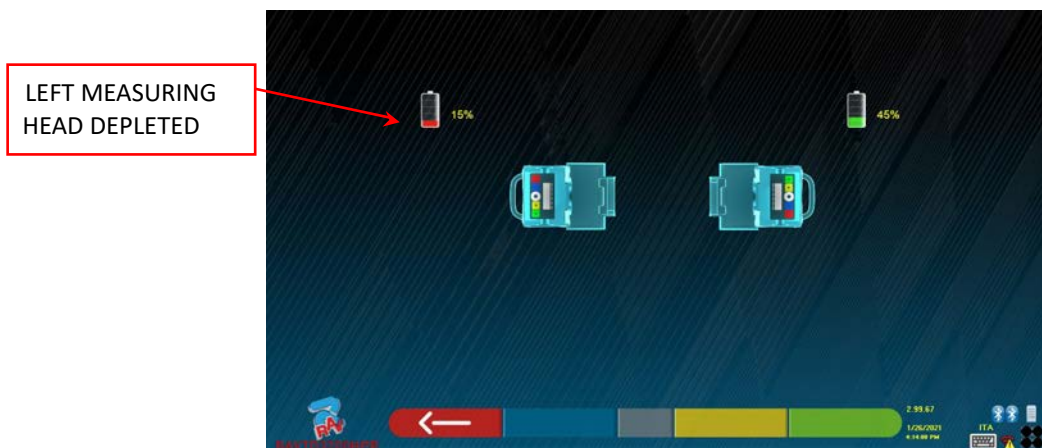 LEFT MEASURING
HEAD DEPLETED
15%
45%
2.99.67
1/26/2021
ITA